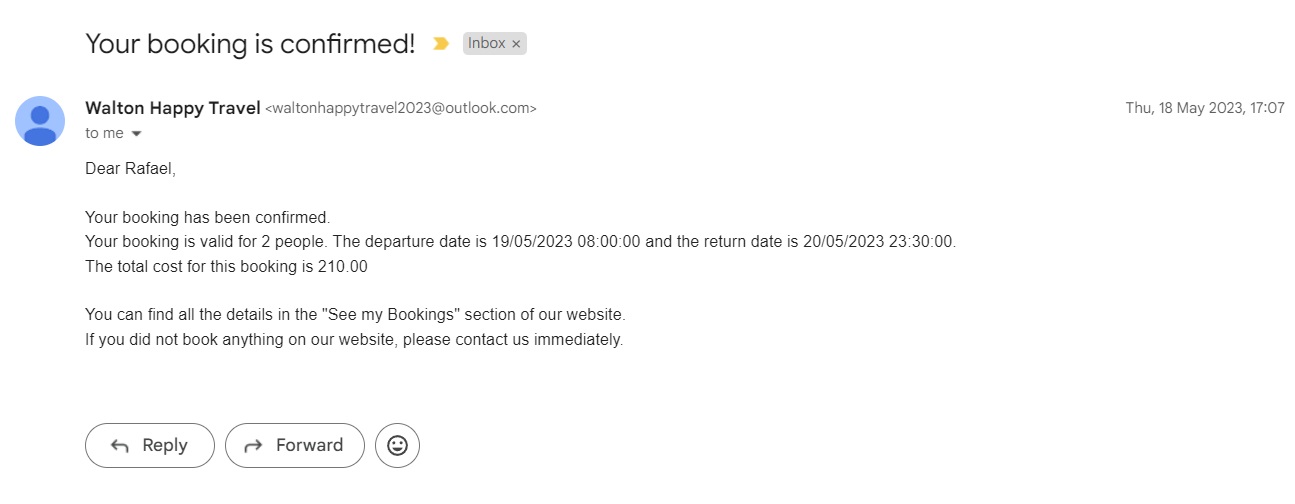 Your booking is confirmed! Inbox ×
Walton Happy Travel <waltonhappytravel2023@outlook.com> Thu, 18 May 2023, 17:07
to me
Dear Rafael,
Your booking has been confirmed.
Your booking is valid for 2 people. The departure date is 19/05/2023 08:00:00 and the return date is 20/05/2023 23:30:00.
The total cost for this booking is 210.00
You can find all the details in the "See my Bookings" section of our website.
If you did not book anything on our website, please contact us immediately.
Reply Forward